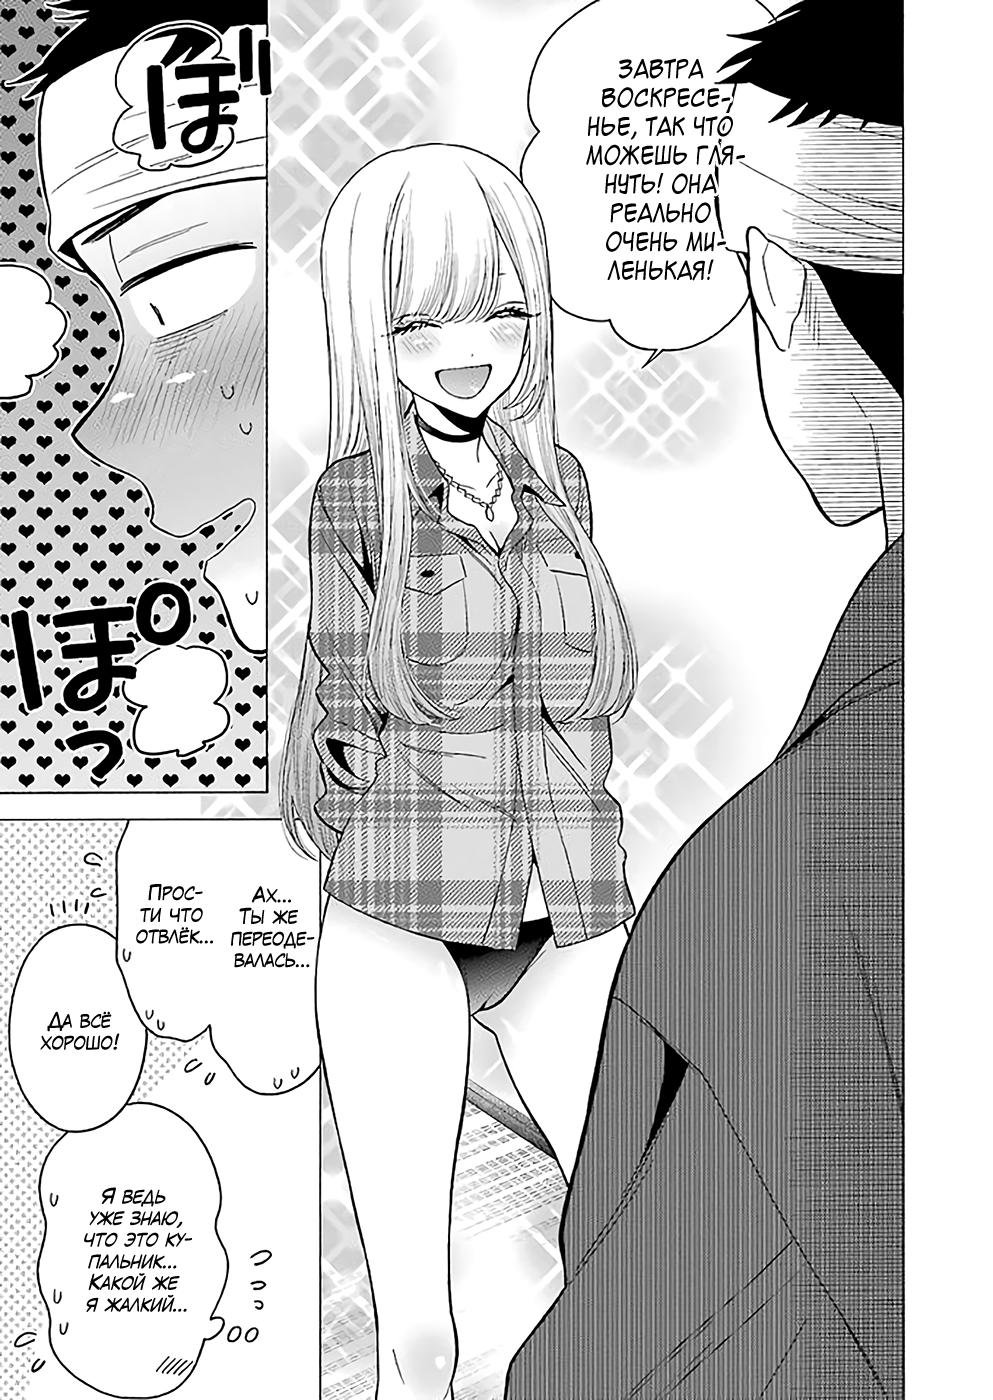 ЗАВТРА
ВОСКРЕСЕ-
НЬЕ, ТАК ЧТО
МОЖЕШЬ ГЛЯ-
НУТЬ! ОНА
РЕАЛЬНО
ОЧЕНЬ МИ-
ЛЕНЬКАЯ!
ぽ
ぽっ
АХ...
ТЫ ЖЕ
ПЕРЕОДЕ-
ВАЛАСЬ...
ПРОС-
ТИ ЧТО
ОТВЛЁК...
ДА ВСЁ
ХОРОШО!
Я ВЕДЬ
УЖЕ ЗНАЮ,
ЧТО ЭТО КУ-
ПАЛЬНИК...
КАКОЙ ЖЕ
Я ЖАЛКИЙ...